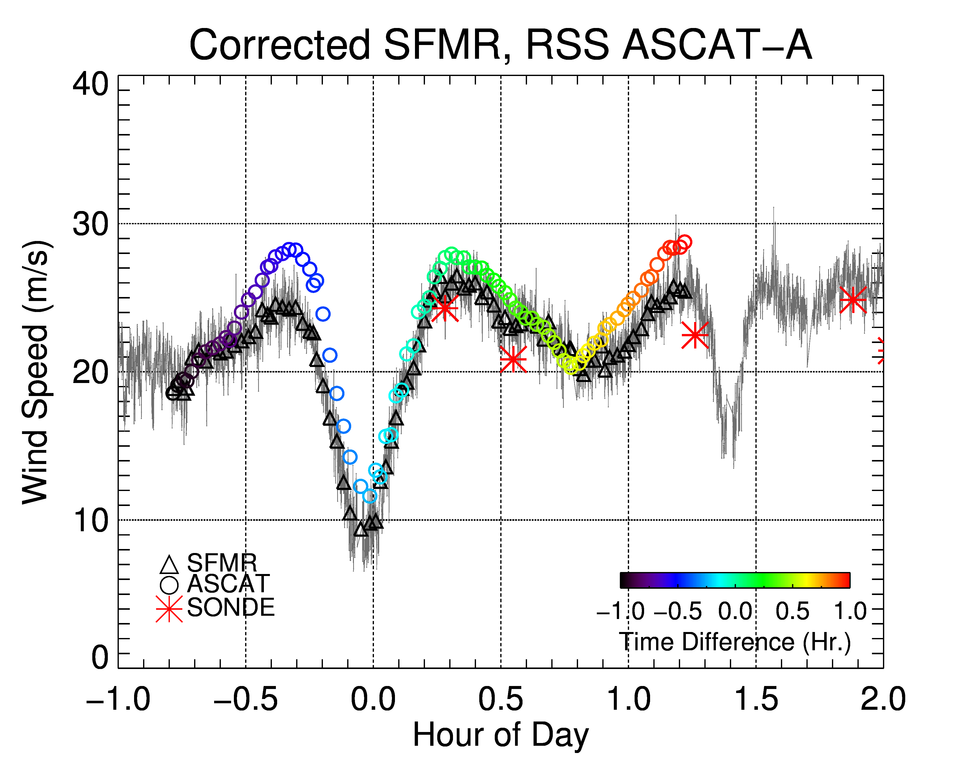 Corrected SFMR, RSS ASCAT−A
40
30
20
10
0
Wind Speed (m/s)
SFMR
ASCAT
SONDE
−1.0 −0.5 0.0 0.5 1.0
Time Difference (Hr.)
−1.0 −0.5 0.0 0.5 1.0 1.5 2.0
Hour of Day